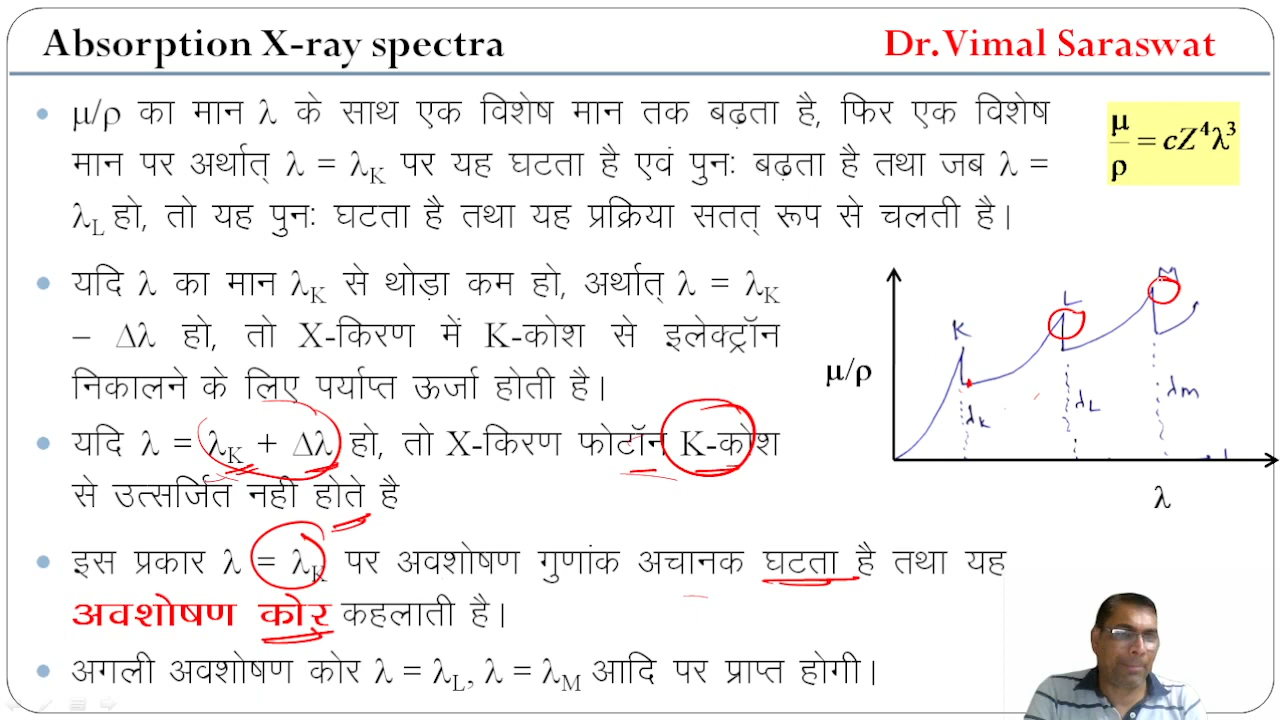 Absorption X-ray spectra
Dr. Vimal Saraswat
• μ/ρ का मान λ के साथ एक विशेष मान तक बढ़ता है, फिर एक विशेष
मान पर अर्थात् λ = λK पर यह घटता है एवं पुनः बढ़ता है तथा जब λ =
λL हो, तो यह पुनः घटता है तथा यह प्रक्रिया सतत् रूप से चलती है।
μ/ρ = cZ⁴λ³
• यदि λ का मान λK से थोड़ा कम हो, अर्थात् λ = λK
– Δλ हो, तो X-किरण में K-कोश से इलेक्ट्रॉन
निकालने के लिए पर्याप्त ऊर्जा होती है।
• यदि λ = λK + Δλ हो, तो X-किरण फोटॉन K-कोश
से उत्सर्जित नही होते है
• इस प्रकार λ = λK पर अवशोषण गुणांक अचानक घटता है तथा यह
अवशोषण कोर कहलाती है।
• अगली अवशोषण कोर λ = λL, λ = λM आदि पर प्राप्त होगी।
K
L
M
μ/ρ
λK
λL
λM
λ